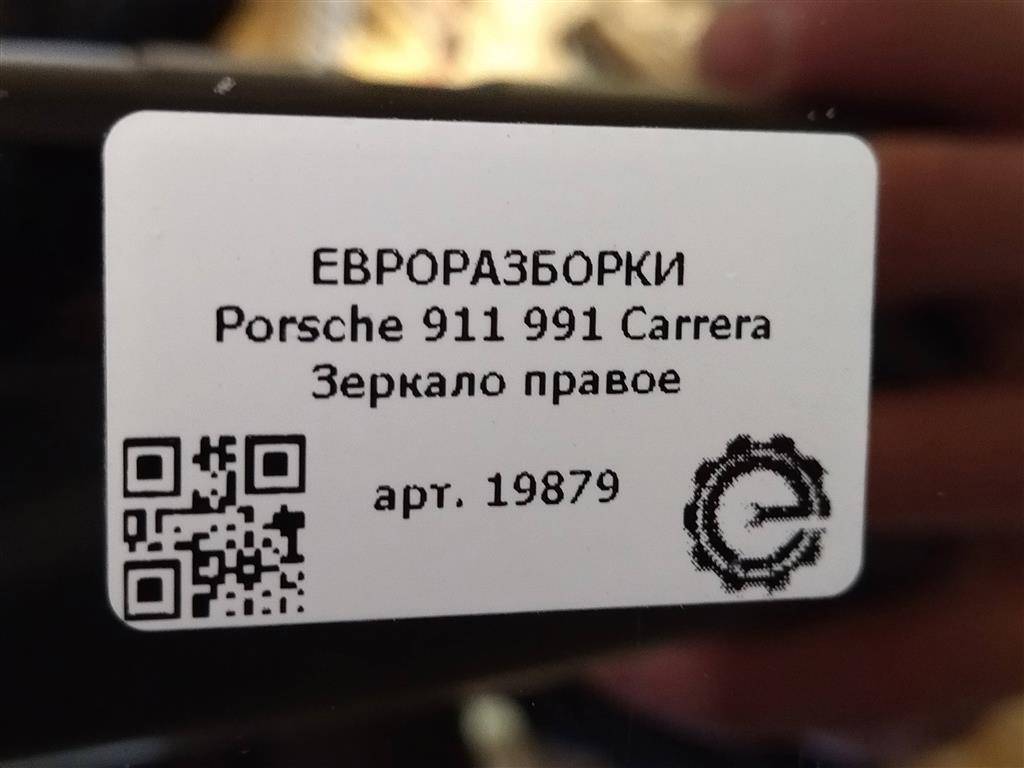 ЕВРОРАЗБОРКИ
Porsche 911 991 Carrera
Зеркало правое
арт. 19879